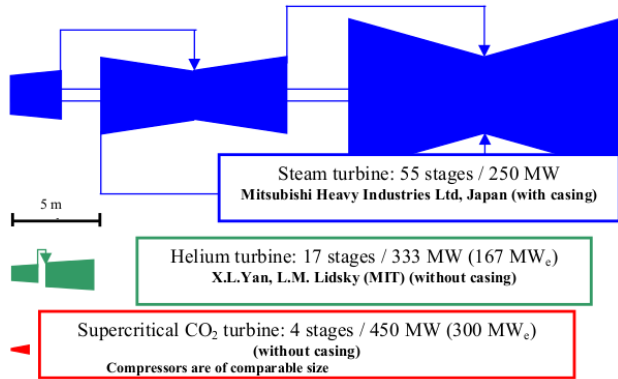 Steam turbine: 55 stages / 250 MW
Mitsubishi Heavy Industries Ltd, Japan (with casing)
5 m
Helium turbine: 17 stages / 333 MW (167 MWe)
X.L.Yan, L.M. Lidsky (MIT) (without casing)
Supercritical CO2 turbine: 4 stages / 450 MW (300 MWe)
(without casing)
Compressors are of comparable size